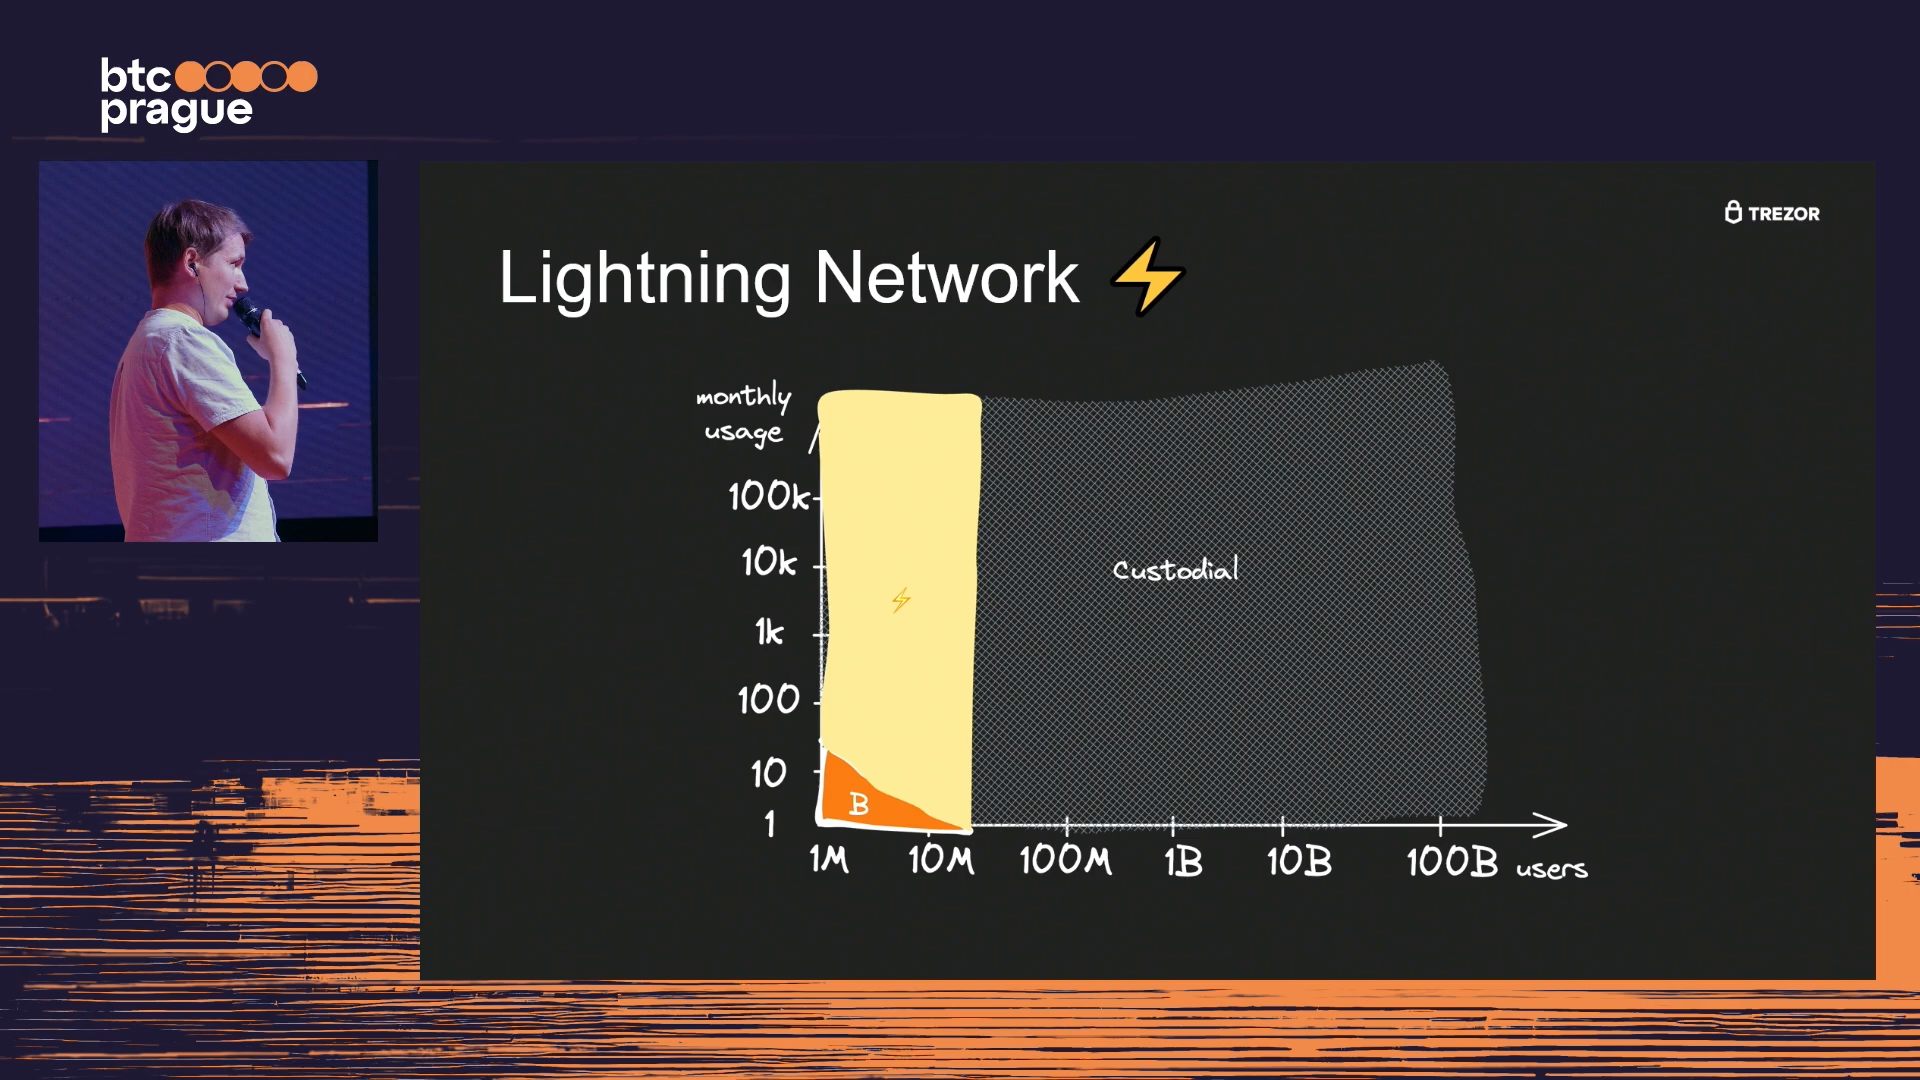 btc
prague
TREZOR
Lightning Network ⚡
monthly
usage
100k
10k
1k
100
10
1
⚡
Custodial
B
1M 10M 100M 1B 10B 100B users